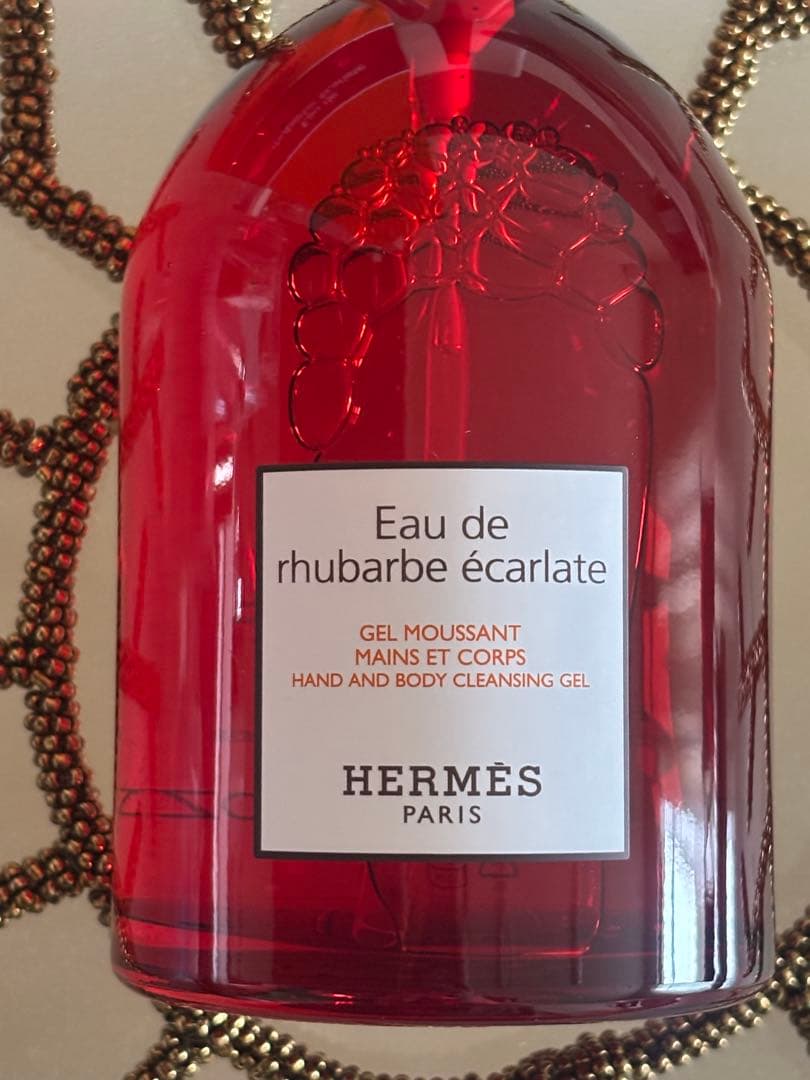 Eau de
rhubarbe écarlate
GEL MOUSSANT
MAINS ET CORPS
HAND AND BODY CLEANSING GEL
HERMÈS
PARIS